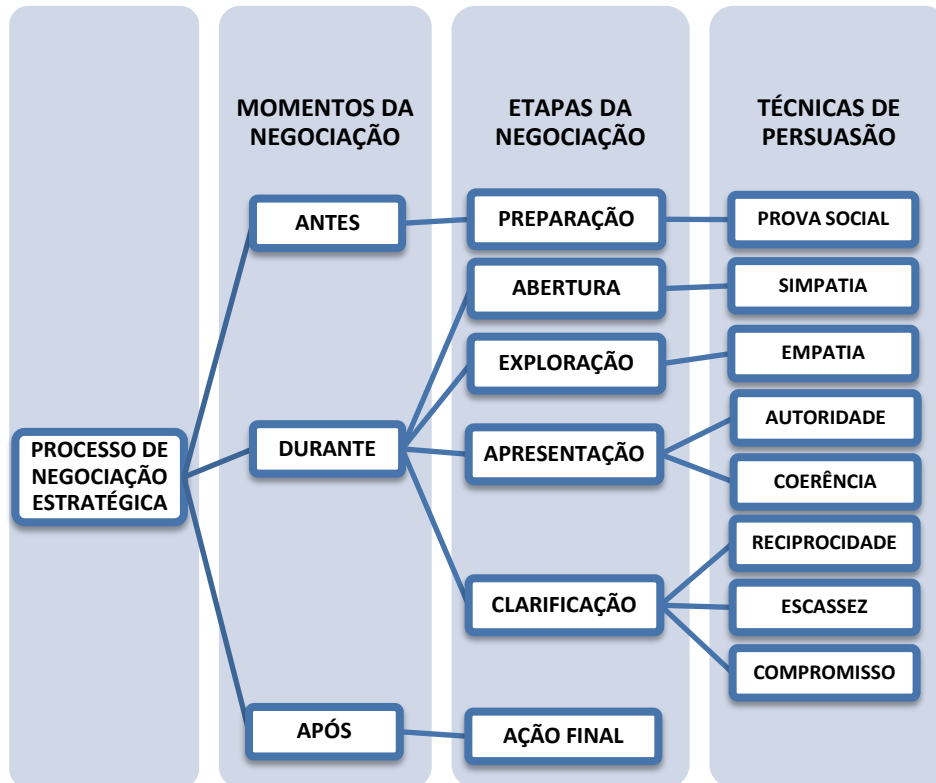 MOMENTOS DA
NEGOCIAÇÃO
ETAPAS DA
NEGOCIAÇÃO
TÉCNICAS DE
PERSUASÃO
PROCESSO DE
NEGOCIAÇÃO
ESTRATÉGICA
ANTES
DURANTE
APÓS
PREPARAÇÃO
ABERTURA
EXPLORAÇÃO
APRESENTAÇÃO
CLARIFICAÇÃO
AÇÃO FINAL
PROVA SOCIAL
SIMPATIA
EMPATIA
AUTORIDADE
COERÊNCIA
RECIPROCIDADE
ESCASSEZ
COMPROMISSO